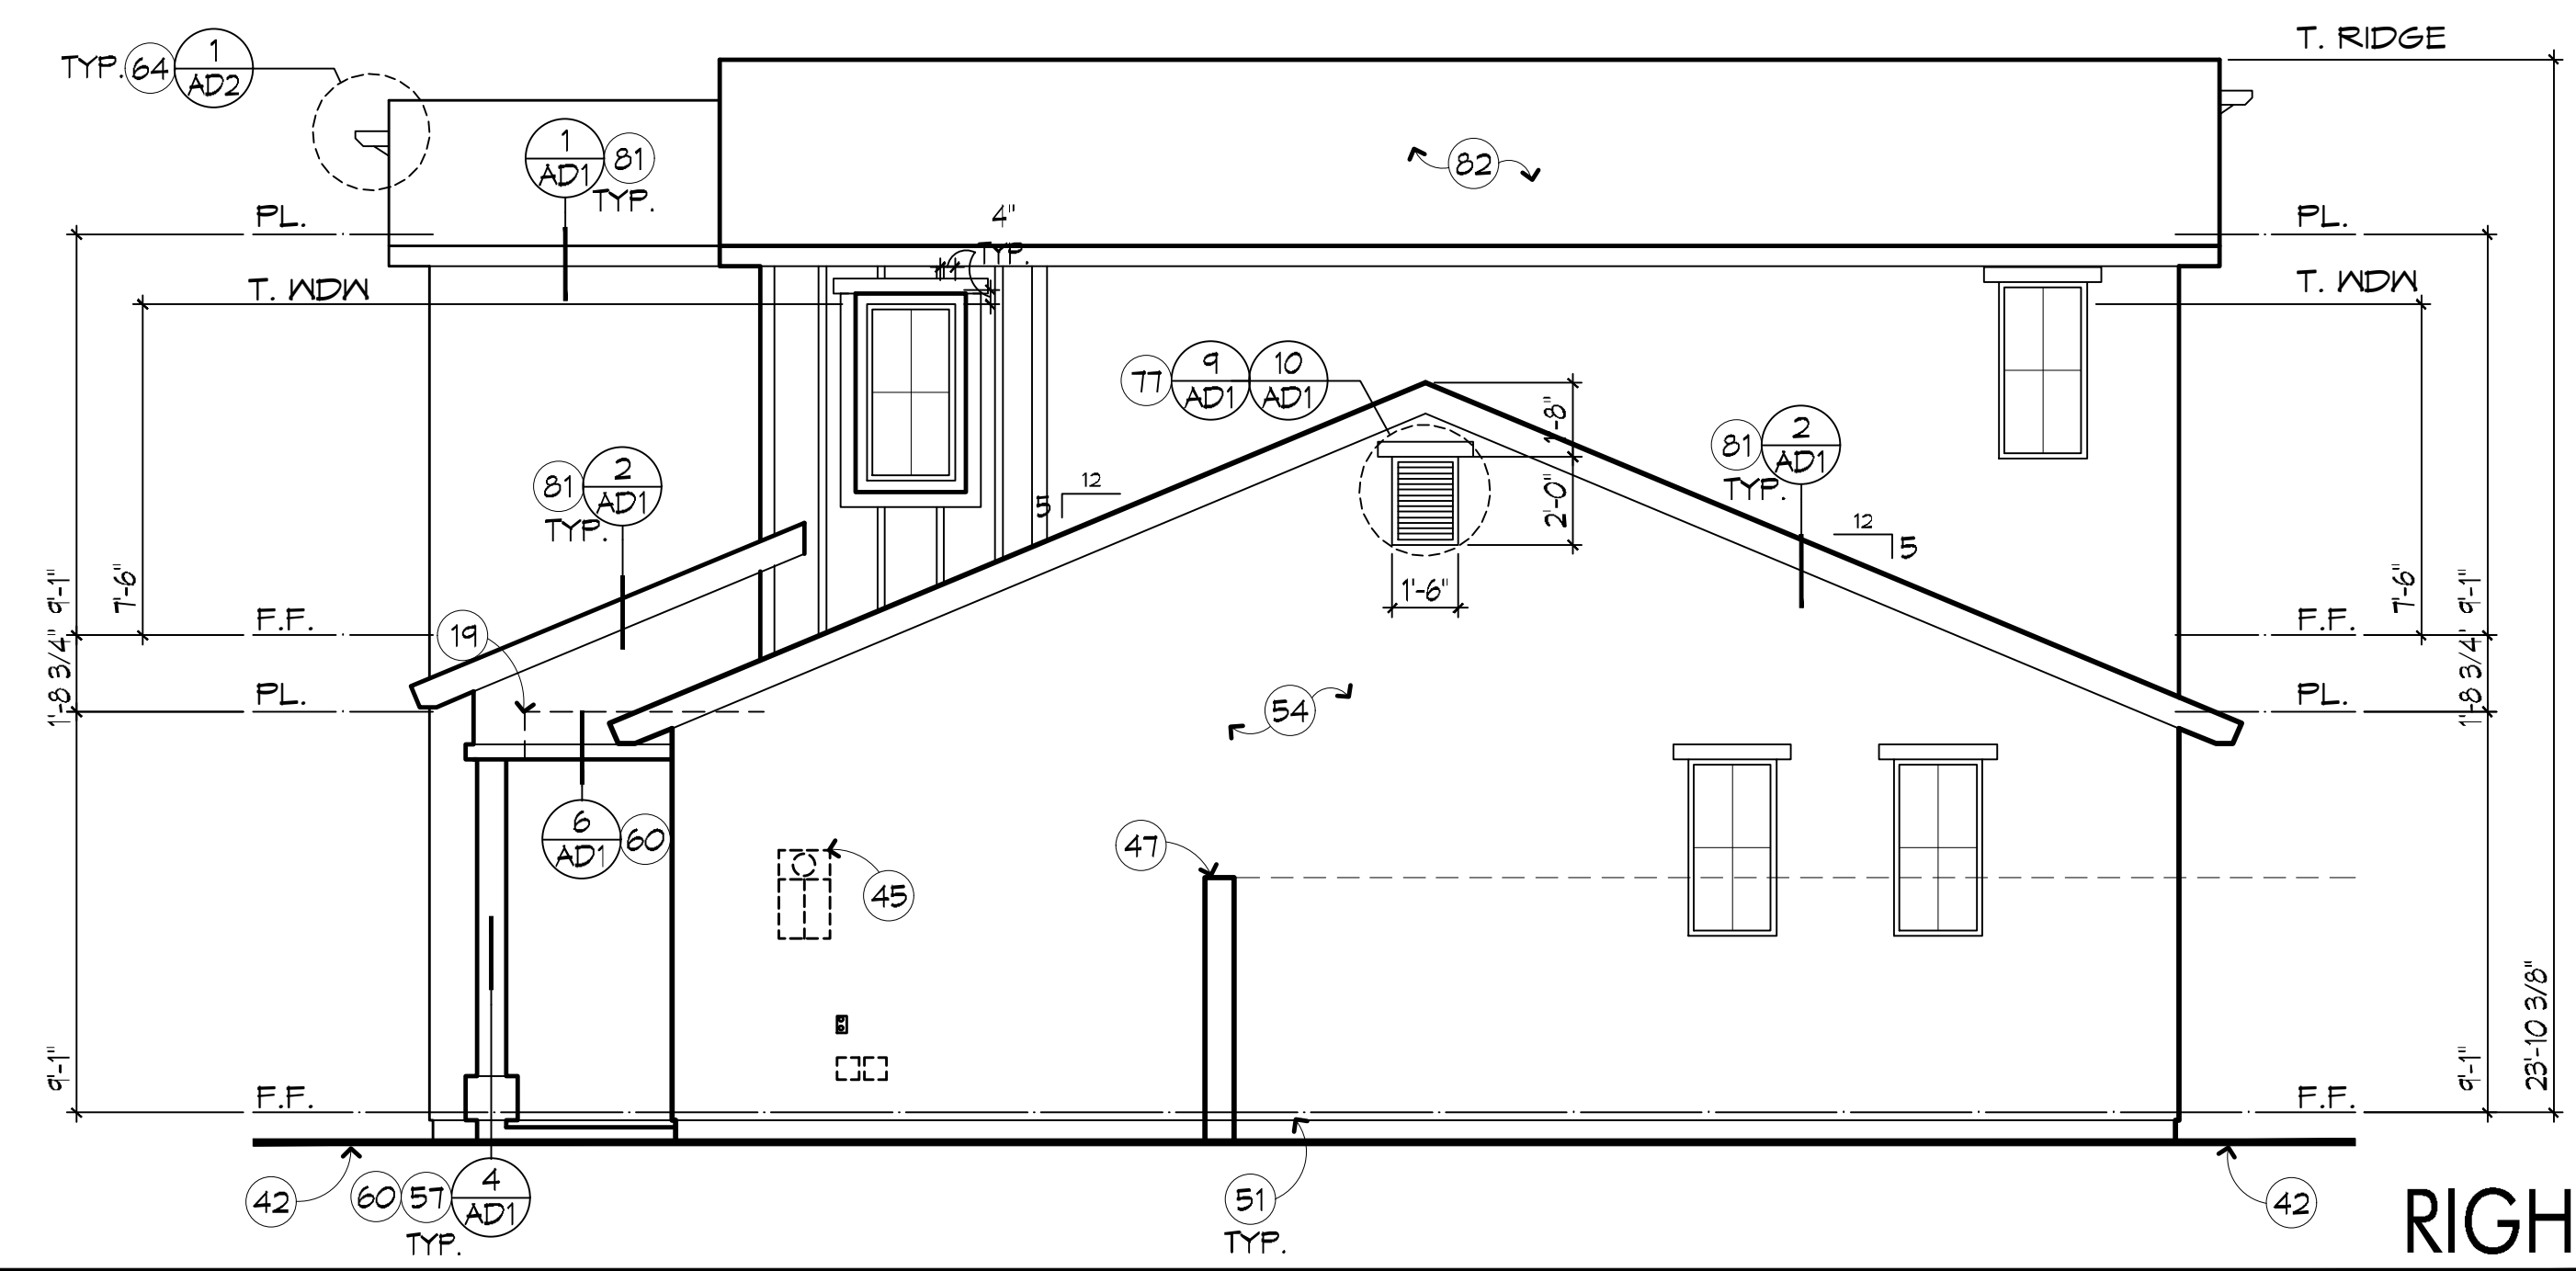 T. RIDGE
TYP. 64 1 AD2
1 AD1 81
TYP.
82
PL.
4"
TYP.
PL.
T. WDW
T. WDW
77 9 AD1 10 AD1
1'-8"
2'-0"
1'-6"
81 2 AD1
TYP.
81 2 AD1
TYP.
12
5
12
5
9'-1"
7'-6"
7'-6"
9'-1"
F.F.
F.F.
19
1'-8 3/4"
1'-8 3/4"
PL.
PL.
54
6 AD1 60
45
47
9'-1"
9'-1"
23'-10 3/8"
F.F.
F.F.
42
60 57 4 AD1
TYP.
51
TYP.
42
RIGH